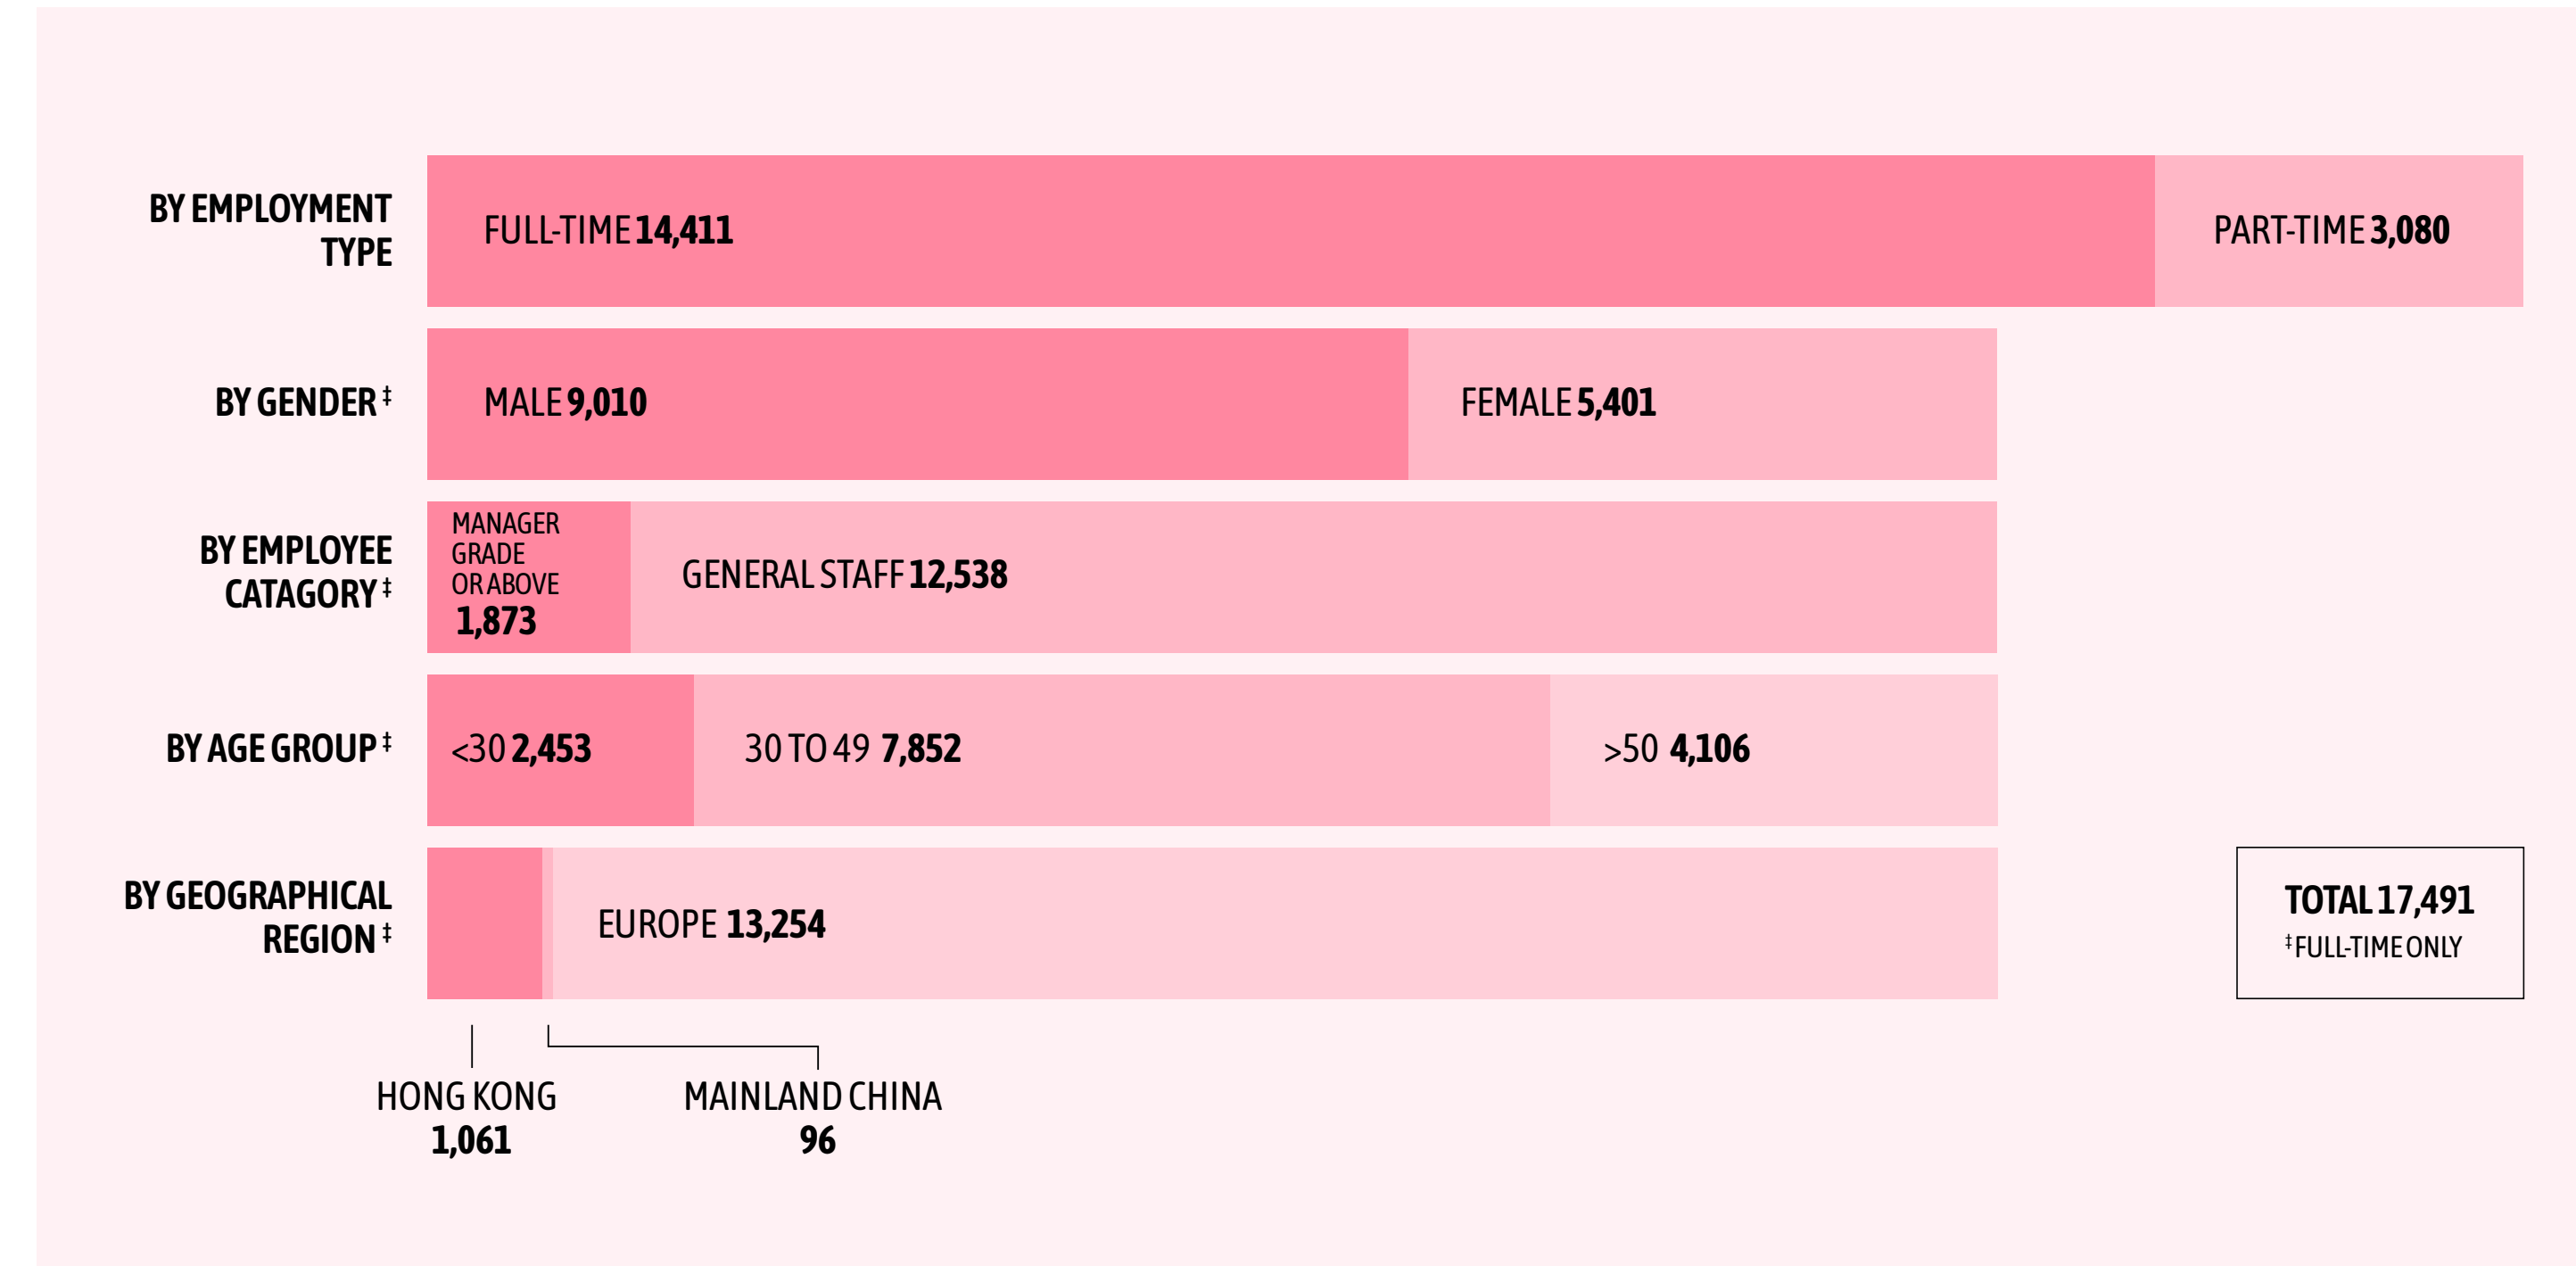 BY EMPLOYMENT
TYPE
FULL-TIME 14,411
PART-TIME 3,080
BY GENDER ‡
MALE 9,010
FEMALE 5,401
BY EMPLOYEE
CATAGORY ‡
MANAGER
GRADE
OR ABOVE
1,873
GENERAL STAFF 12,538
BY AGE GROUP ‡
<30 2,453
30 TO 49 7,852
>50 4,106
BY GEOGRAPHICAL
REGION ‡
EUROPE 13,254
HONG KONG
1,061
MAINLAND CHINA
96
TOTAL 17,491
‡ FULL-TIME ONLY